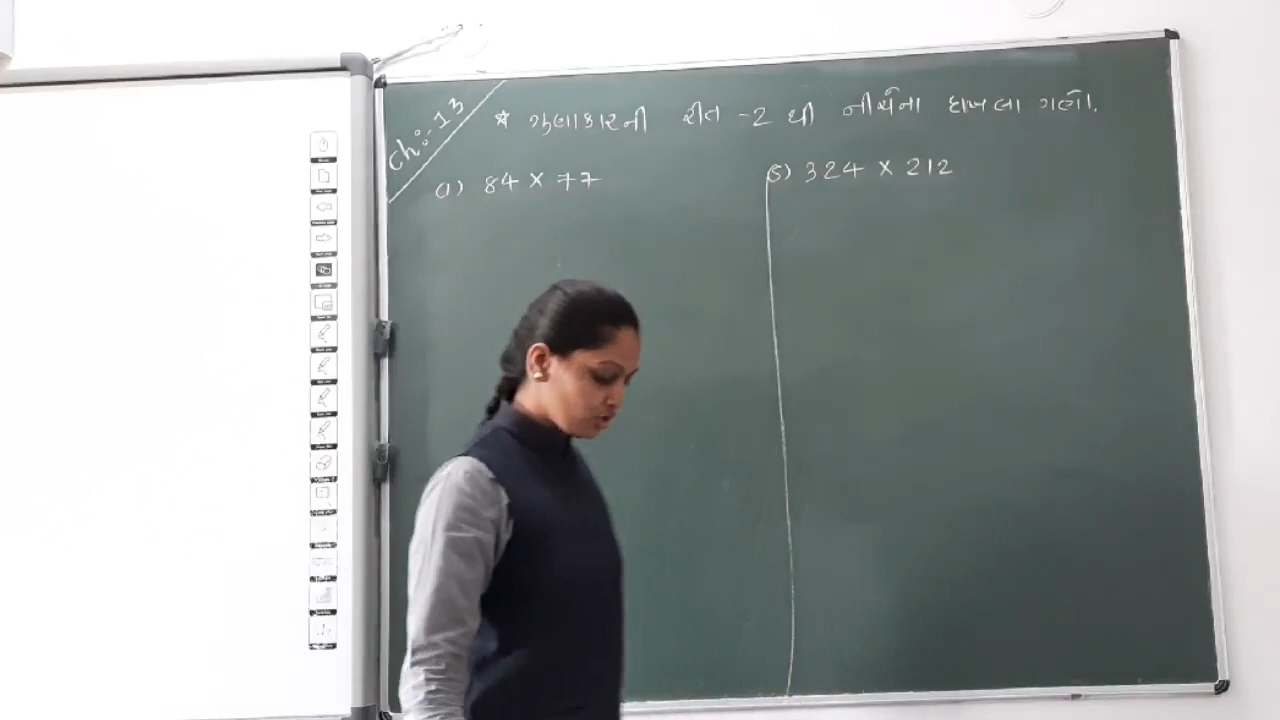 Ch:-13
* ગુણાકારની રીત -2 થી નીચેના દાખલા ગણો.
(1) 84 × 77
(5) 324 × 212